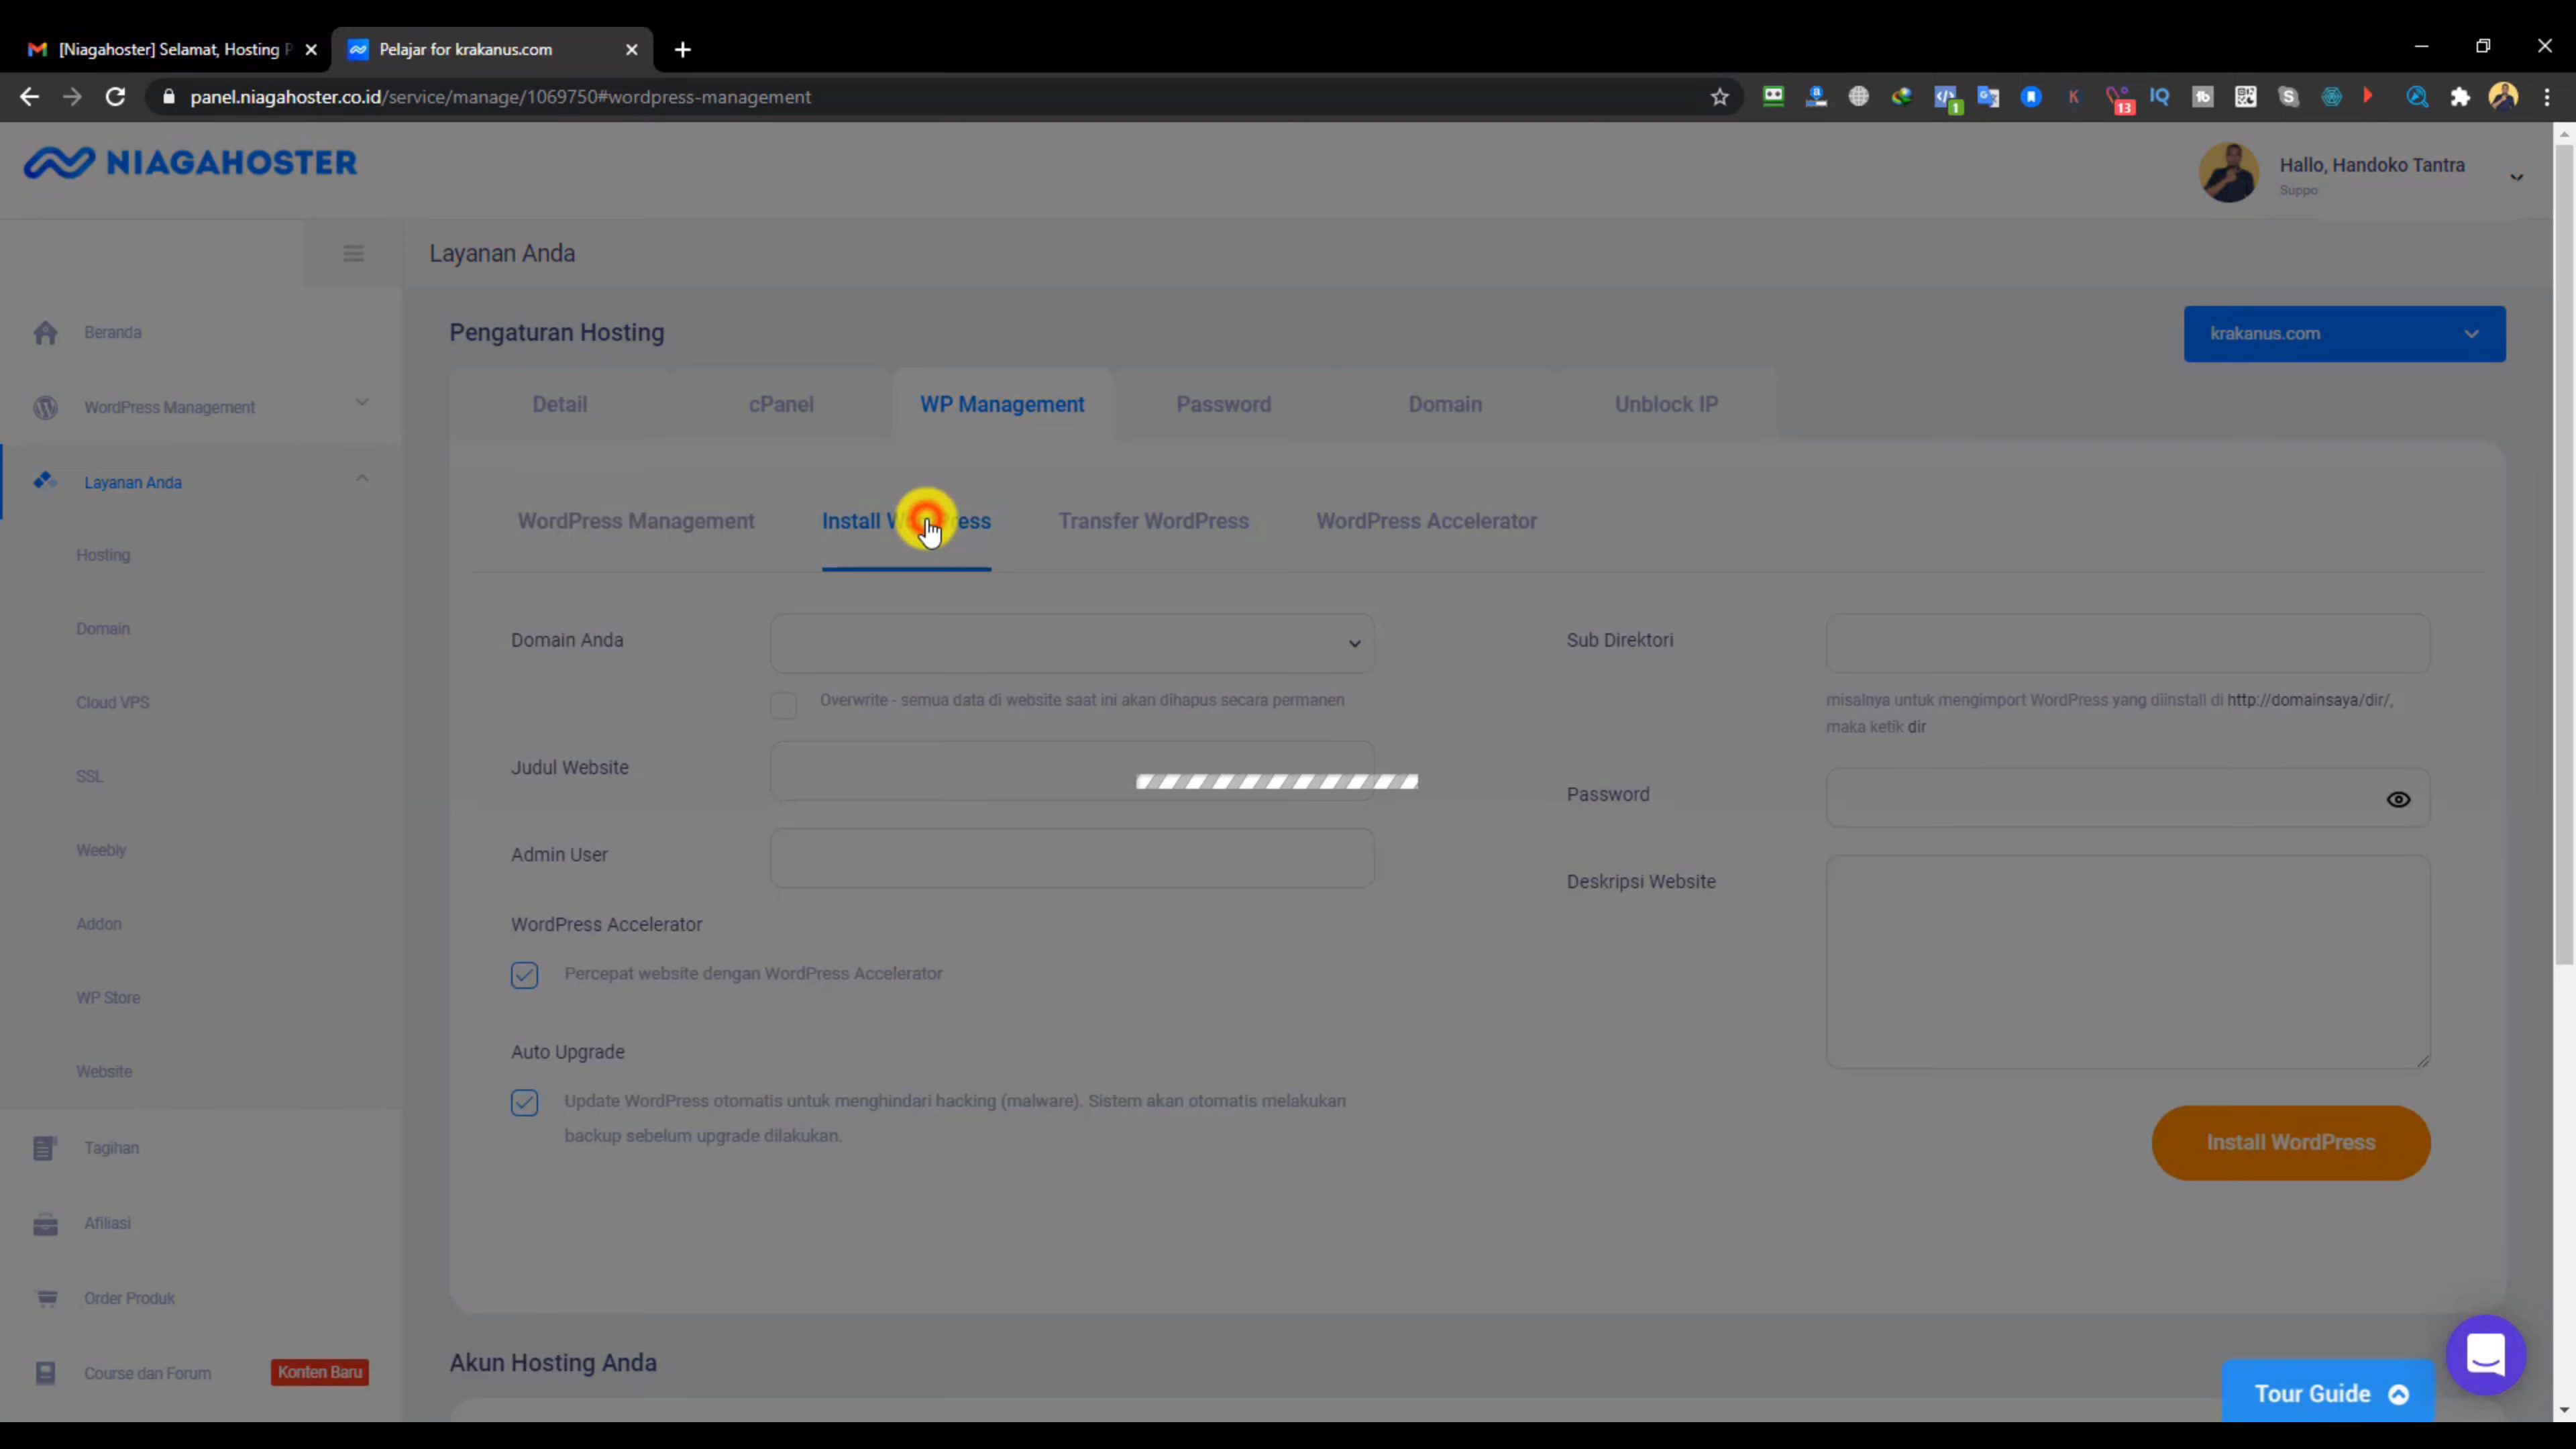 [Niagahoster] Selamat, Hosting P
Pelajar for krakanus.com
panel.niagahoster.co.id/service/manage/1069750#wordpress-management
1
13
IQ
NIAGAHOSTER
Hallo, Handoko Tantra
Suppo
Layanan Anda
Beranda
WordPress Management
Layanan Anda
Hosting
Domain
Cloud VPS
SSL
Weebly
Addon
WP Store
Website
Tagihan
Afiliasi
Order Produk
Course dan Forum
Konten Baru
Pengaturan Hosting
krakanus.com
Detail
cPanel
WP Management
Password
Domain
Unblock IP
WordPress Management
Install WordPress
Transfer WordPress
WordPress Accelerator
Domain Anda
Overwrite - semua data di website saat ini akan dihapus secara permanen
Judul Website
Admin User
WordPress Accelerator
Percepat website dengan WordPress Accelerator
Auto Upgrade
Update WordPress otomatis untuk menghindari hacking (malware). Sistem akan otomatis melakukan
backup sebelum upgrade dilakukan.
Sub Direktori
misalnya untuk mengimport WordPress yang diinstall di http://domainsaya/dir/,
maka ketik dir
Password
Deskripsi Website
Install WordPress
Akun Hosting Anda
Tour Guide